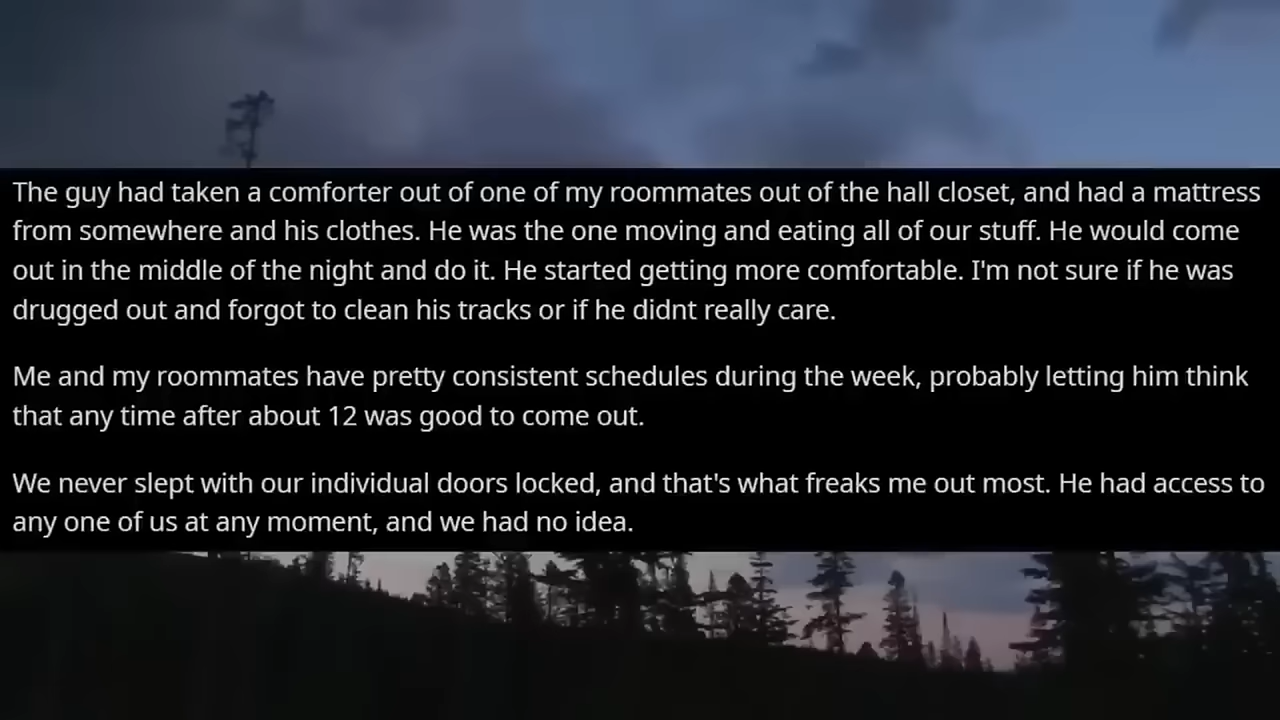 The guy had taken a comforter out of one of my roommates out of the hall closet, and had a mattress
from somewhere and his clothes. He was the one moving and eating all of our stuff. He would come
out in the middle of the night and do it. He started getting more comfortable. I'm not sure if he was
drugged out and forgot to clean his tracks or if he didnt really care.
Me and my roommates have pretty consistent schedules during the week, probably letting him think
that any time after about 12 was good to come out.
We never slept with our individual doors locked, and that's what freaks me out most. He had access to
any one of us at any moment, and we had no idea.